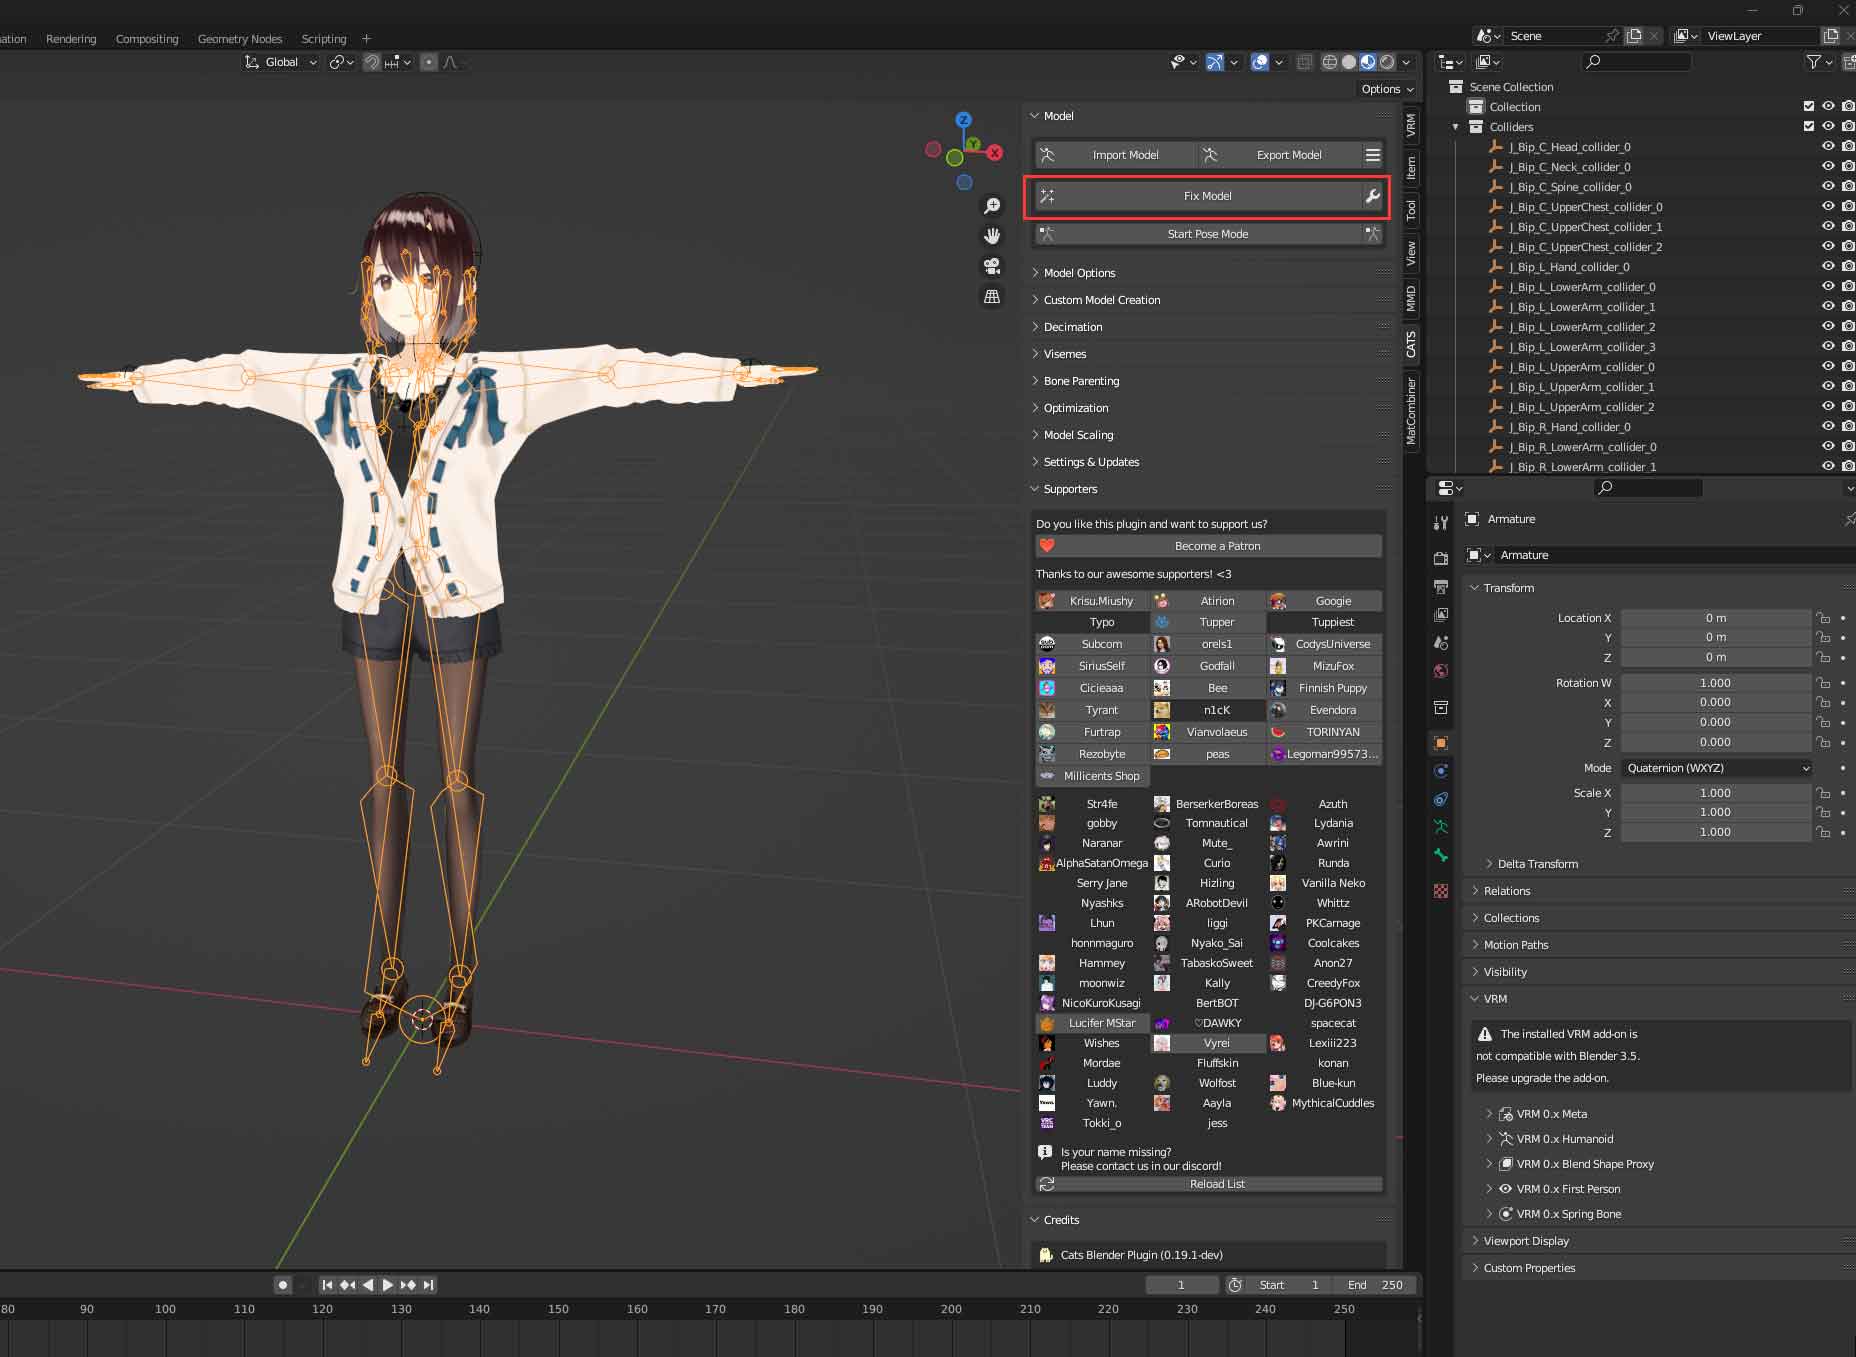 ation Rendering Compositing Geometry Nodes Scripting +
Scene ViewLayer
Global
Options
Z
Y
X
VRM
Item
Tool
View
MMD
CATS
MatCombiner
Model
Import Model Export Model
Fix Model
Start Pose Mode
Model Options
Custom Model Creation
Decimation
Visemes
Bone Parenting
Optimization
Model Scaling
Settings & Updates
Supporters
Do you like this plugin and want to support us?
Become a Patron
Thanks to our awesome supporters! <3
Krisu.Miushy Atirion Googie
Typo Tupper Tuppiest
Subcom orels1 CodysUniverse
SiriusSelf Godfall MizuFox
Cicieaaa Bee Finnish Puppy
Tyrant n1cK Evendora
Furtrap Vianvolaeus TORINYAN
Rezobyte peas Legoman99573...
Millicents Shop
Str4fe BerserkerBoreas Azuth
gobby Tomnautical Lydania
Naranar Mute_ Awrini
AlphaSatanOmega Curio Runda
Serry Jane Hizling Vanilla Neko
Nyashks ARobotDevil Whittz
Lhun liggi PKCarnage
honnmaguro Nyako_Sai Coolcakes
Hammey TabaskoSweet Anon27
moonwiz Kally CreedyFox
NicoKuroKusagi BertBOT DJ-G6PON3
Lucifer MStar ♡DAWKY spacecat
Wishes Vyrei Lexiii223
Mordae Fluffskin konan
Luddy Wolfost Blue-kun
Yawn. Aayla MythicalCuddles
Tokki_o jess
Is your name missing?
Please contact us in our discord!
Reload List
Credits
Cats Blender Plugin (0.19.1-dev)
Scene Collection
Collection
Colliders
J_Bip_C_Head_collider_0
J_Bip_C_Neck_collider_0
J_Bip_C_Spine_collider_0
J_Bip_C_UpperChest_collider_0
J_Bip_C_UpperChest_collider_1
J_Bip_C_UpperChest_collider_2
J_Bip_L_Hand_collider_0
J_Bip_L_LowerArm_collider_0
J_Bip_L_LowerArm_collider_1
J_Bip_L_LowerArm_collider_2
J_Bip_L_LowerArm_collider_3
J_Bip_L_UpperArm_collider_0
J_Bip_L_UpperArm_collider_1
J_Bip_L_UpperArm_collider_2
J_Bip_R_Hand_collider_0
J_Bip_R_LowerArm_collider_0
J_Bip_R_LowerArm_collider_1
Armature
Armature
Transform
Location X 0 m
Y 0 m
Z 0 m
Rotation W 1.000
X 0.000
Y 0.000
Z 0.000
Mode Quaternion (WXYZ)
Scale X 1.000
Y 1.000
Z 1.000
Delta Transform
Relations
Collections
Motion Paths
Visibility
VRM
The installed VRM add-on is
not compatible with Blender 3.5.
Please upgrade the add-on.
VRM 0.x Meta
VRM 0.x Humanoid
VRM 0.x Blend Shape Proxy
VRM 0.x First Person
VRM 0.x Spring Bone
Viewport Display
Custom Properties
1 Start 1 End 250
80 90 100 110 120 130 140 150 160 170 180 190 200 210 220 230 240 250